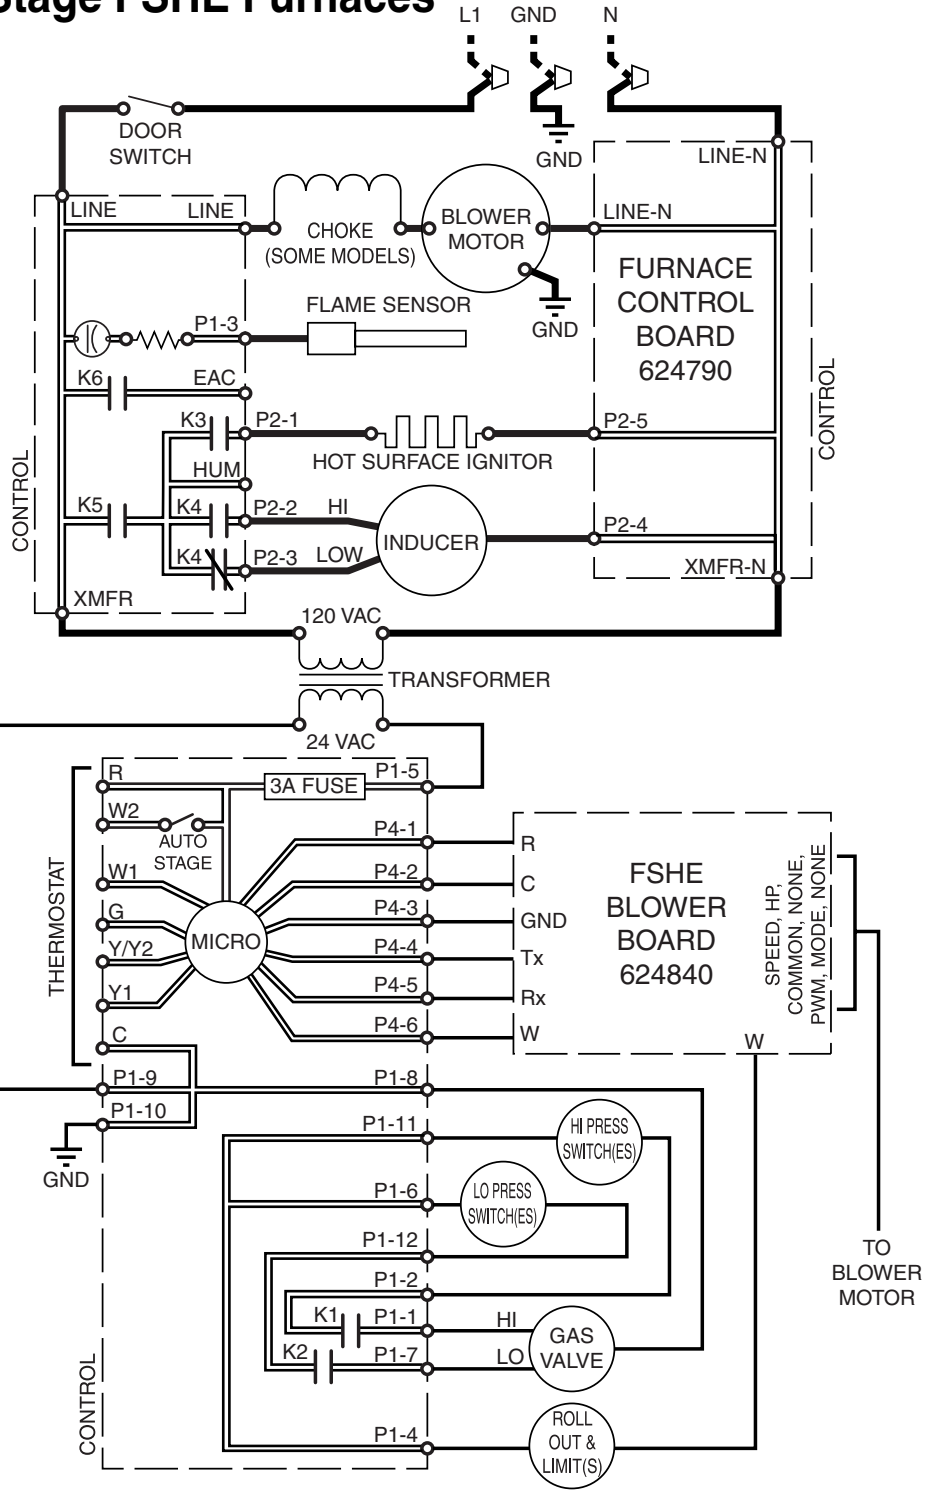 Stage FSHE Furnaces
L1 GND N
DOOR
SWITCH
GND
LINE-N
LINE LINE
CHOKE
(SOME MODELS)
BLOWER
MOTOR
LINE-N
GND
FURNACE
CONTROL
BOARD
624790
P1-3
FLAME SENSOR
K6 EAC
K3 P2-1
HOT SURFACE IGNITOR
P2-5
HUM
K5 K4 P2-2 HI
INDUCER
P2-4
K4 P2-3 LOW
XMFR-N
CONTROL
CONTROL
XMFR
120 VAC
TRANSFORMER
24 VAC
R 3A FUSE P1-5
W2
AUTO
STAGE
P4-1 R
W1 P4-2 C
G P4-3 GND
MICRO
Y/Y2 P4-4 Tx
Y1 P4-5 Rx
C P4-6 W
THERMOSTAT
FSHE
BLOWER
BOARD
624840
SPEED, HP,
COMMON, NONE,
PWM, MODE, NONE
W
P1-9 P1-8
P1-10
GND
P1-11
HI PRESS
SWITCH(ES)
P1-6
LO PRESS
SWITCH(ES)
P1-12
P1-2
K1 P1-1 HI
GAS
VALVE
K2 P1-7 LO
TO
BLOWER
MOTOR
CONTROL
P1-4
ROLL
OUT &
LIMIT(S)